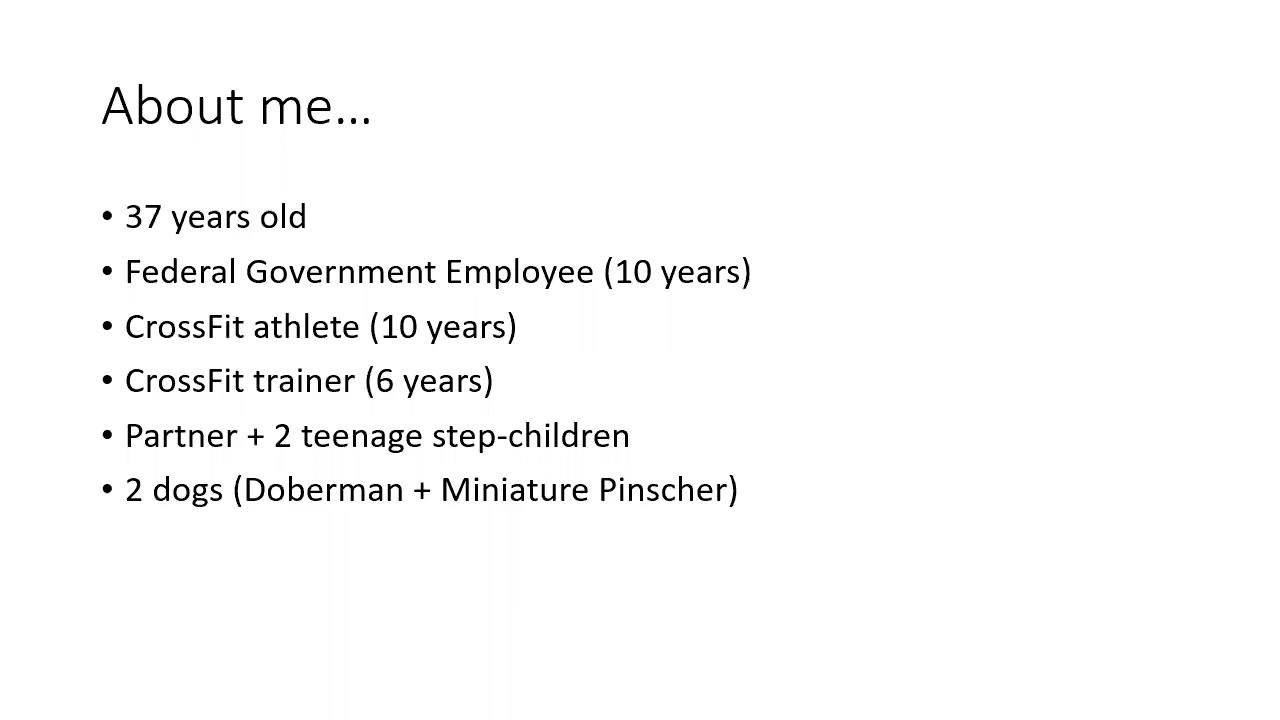 About me...
• 37 years old
• Federal Government Employee (10 years)
• CrossFit athlete (10 years)
• CrossFit trainer (6 years)
• Partner + 2 teenage step-children
• 2 dogs (Doberman + Miniature Pinscher)